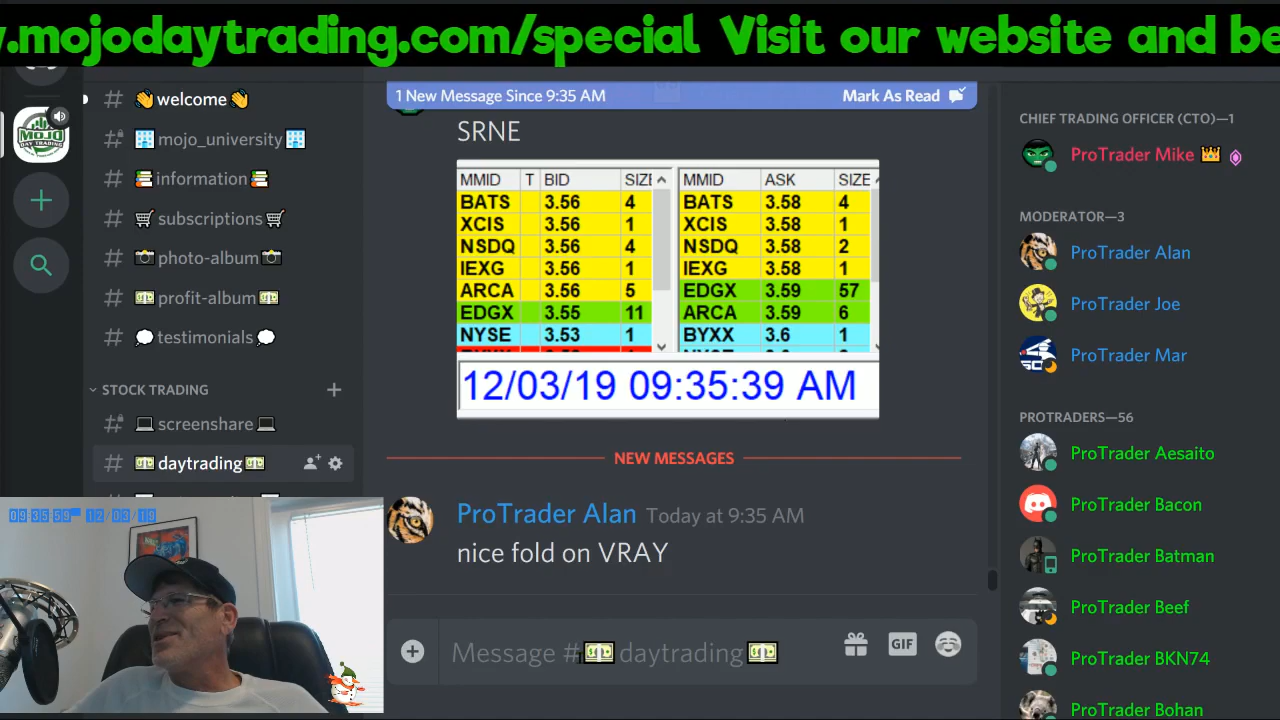 .mojodaytrading.com/special Visit our website and be
# 👋 welcome 👋
# 🏢 mojo_university 🏢
# 📚 information 📚
# 🛒 subscriptions 🛒
# 📷 photo-album 📷
# 💵 profit-album 💵
# 💭 testimonials 💭
STOCK TRADING +
# 💻 screenshare 💻
# 💵 daytrading 💵
MOJO
DAY TRADING
1 New Message Since 9:35 AM Mark As Read
SRNE
MMID T BID SIZE MMID ASK SIZE
BATS 3.56 4 BATS 3.58 4
XCIS 3.56 1 XCIS 3.58 1
NSDQ 3.56 4 NSDQ 3.58 2
IEXG 3.56 1 IEXG 3.58 1
ARCA 3.56 5 EDGX 3.59 57
EDGX 3.55 11 ARCA 3.59 6
NYSE 3.53 1 BYXX 3.6 1
12/03/19 09:35:39 AM
NEW MESSAGES
ProTrader Alan Today at 9:35 AM
nice fold on VRAY
Message #💵 daytrading 💵
GIF
CHIEF TRADING OFFICER (CTO)—1
ProTrader Mike 👑
MODERATOR—3
ProTrader Alan
ProTrader Joe
ProTrader Mar
PROTRADERS—56
ProTrader Aesaito
ProTrader Bacon
ProTrader Batman
ProTrader Beef
ProTrader BKN74
ProTrader Bohan
09:35:59 12/03/19